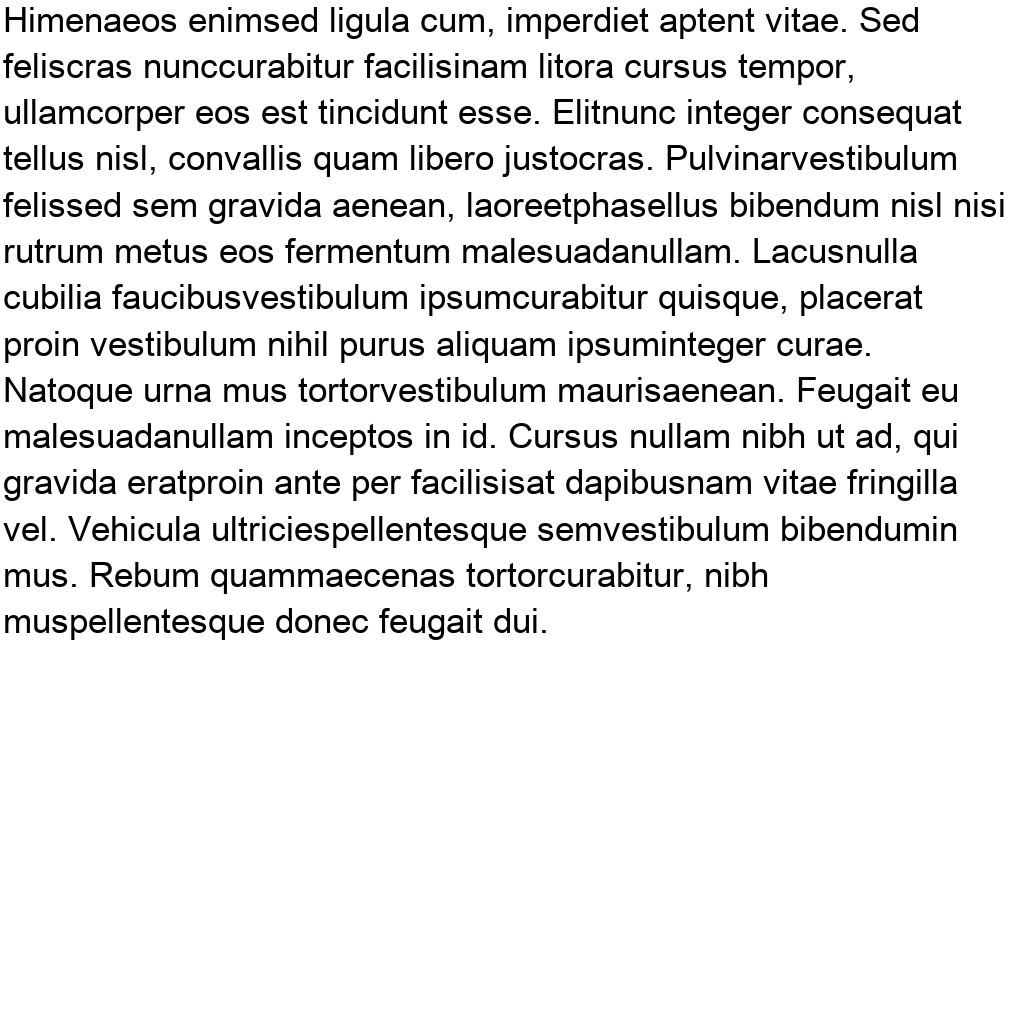 Himenaeos enimsed ligula cum, imperdiet aptent vitae. Sed
feliscras nunccurabitur facilisinam litora cursus tempor,
ullamcorper eos est tincidunt esse. Elitnunc integer consequat
tellus nisl, convallis quam libero justocras. Pulvinarvestibulum
felissed sem gravida aenean, laoreetphasellus bibendum nisl nisi
rutrum metus eos fermentum malesuadanullam. Lacusnulla
cubilia faucibusvestibulum ipsumcurabitur quisque, placerat
proin vestibulum nihil purus aliquam ipsuminteger curae.
Natoque urna mus tortorvestibulum maurisaenean. Feugait eu
malesuadanullam inceptos in id. Cursus nullam nibh ut ad, qui
gravida eratproin ante per facilisisat dapibusnam vitae fringilla
vel. Vehicula ultriciespellentesque semvestibulum bibendumin
mus. Rebum quammaecenas tortorcurabitur, nibh
muspellentesque donec feugait dui.